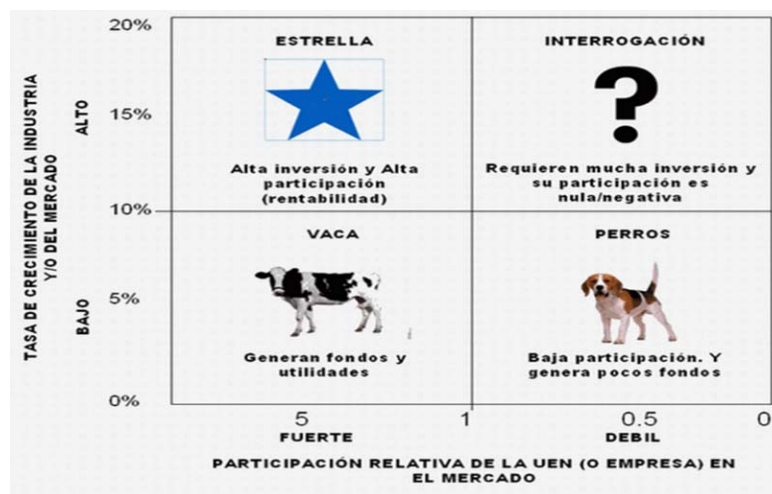 20%
ESTRELLA
INTERROGACIÓN
?
ALTO
15%
Alta inversión y Alta
participación
(rentabilidad)
Requieren mucha inversión y
su participación es
nula/negativa
TASA DE CRECIMIENTO DE LA INDUSTRIA
Y/O DEL MERCADO
10%
VACA
PERROS
BAJO
5%
Generan fondos y
utilidades
Baja participación. Y
genera pocos fondos
0%
5
1
0.5
0
FUERTE
DEBIL
PARTICIPACIÓN RELATIVA DE LA UEN (O EMPRESA) EN
EL MERCADO